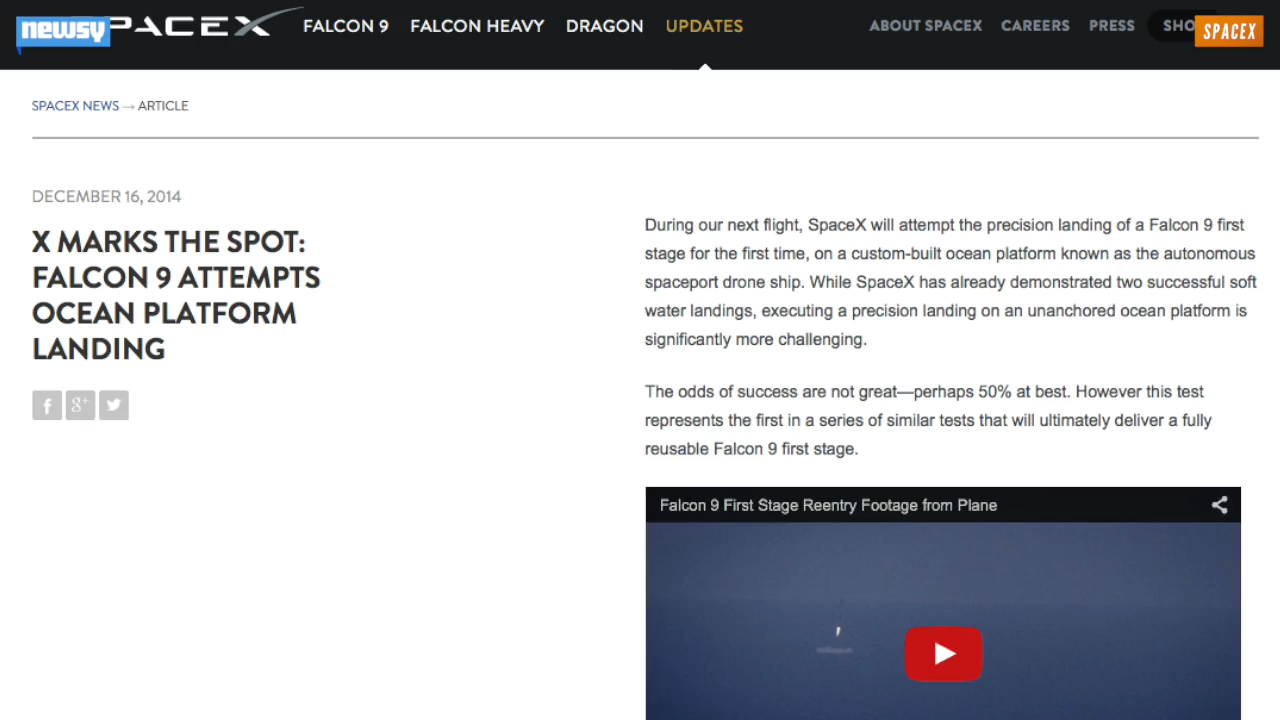 newsy
PACEX FALCON 9 FALCON HEAVY DRAGON UPDATES ABOUT SPACEX CAREERS PRESS SHO SPACEX
SPACEX NEWS → ARTICLE
DECEMBER 16, 2014
X MARKS THE SPOT:
FALCON 9 ATTEMPTS
OCEAN PLATFORM
LANDING
f 8+
During our next flight, SpaceX will attempt the precision landing of a Falcon 9 first
stage for the first time, on a custom-built ocean platform known as the autonomous
spaceport drone ship. While SpaceX has already demonstrated two successful soft
water landings, executing a precision landing on an unanchored ocean platform is
significantly more challenging.
The odds of success are not great—perhaps 50% at best. However this test
represents the first in a series of similar tests that will ultimately deliver a fully
reusable Falcon 9 first stage.
Falcon 9 First Stage Reentry Footage from Plane